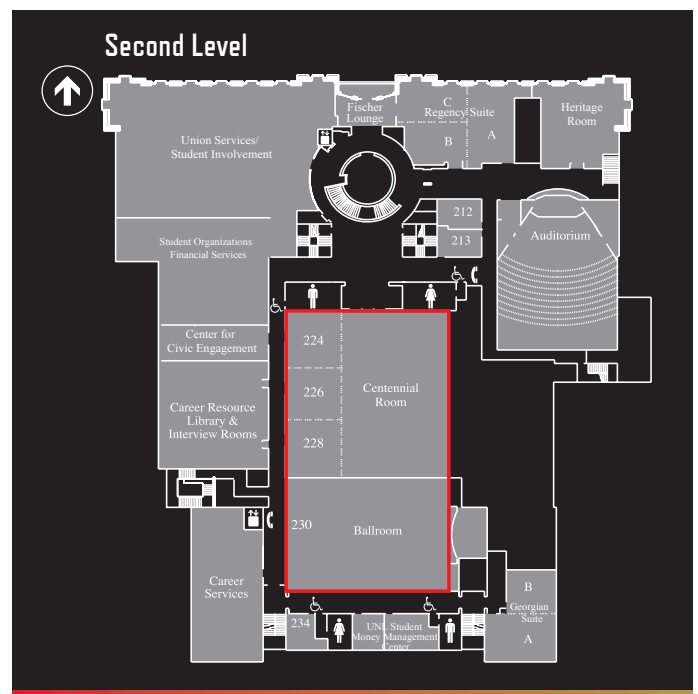 Second Level
Fischer
Lounge
C
Regency Suite
B
A
Heritage
Room
Union Services/
Student Involvement
212
213
Auditorium
Student Organizations
Financial Services
224
Center for
Civic Engagement
226
Centennial
Room
Career Resource
Library &
Interview Rooms
228
230
Ballroom
Career
Services
B
Georgian
Suite
A
234
UNL Student
Money Management
Center